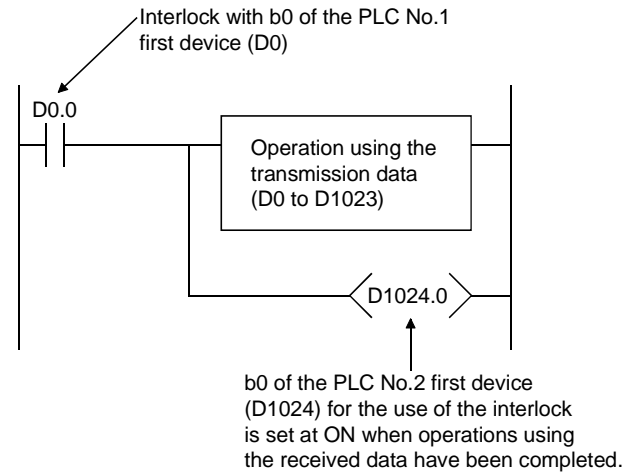 Interlock with b0 of the PLC No.1
first device (D0)
D0.0
Operation using the
transmission data
(D0 to D1023)
D1024.0
b0 of the PLC No.2 first device
(D1024) for the use of the interlock
is set at ON when operations using
the received data have been completed.